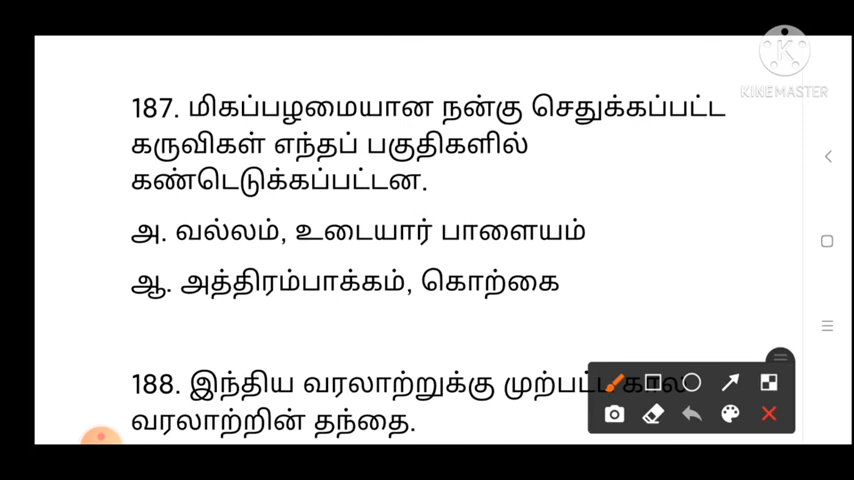 KINEMASTER
187. மிகப்பழமையான நன்கு செதுக்கப்பட்ட
கருவிகள் எந்தப் பகுதிகளில்
கண்டெடுக்கப்பட்டன.
அ. வல்லம், உடையார் பாளையம்
ஆ. அத்திரம்பாக்கம், கொற்கை
188. இந்திய வரலாற்றுக்கு முற்பட்ட கால
வரலாற்றின் தந்தை.